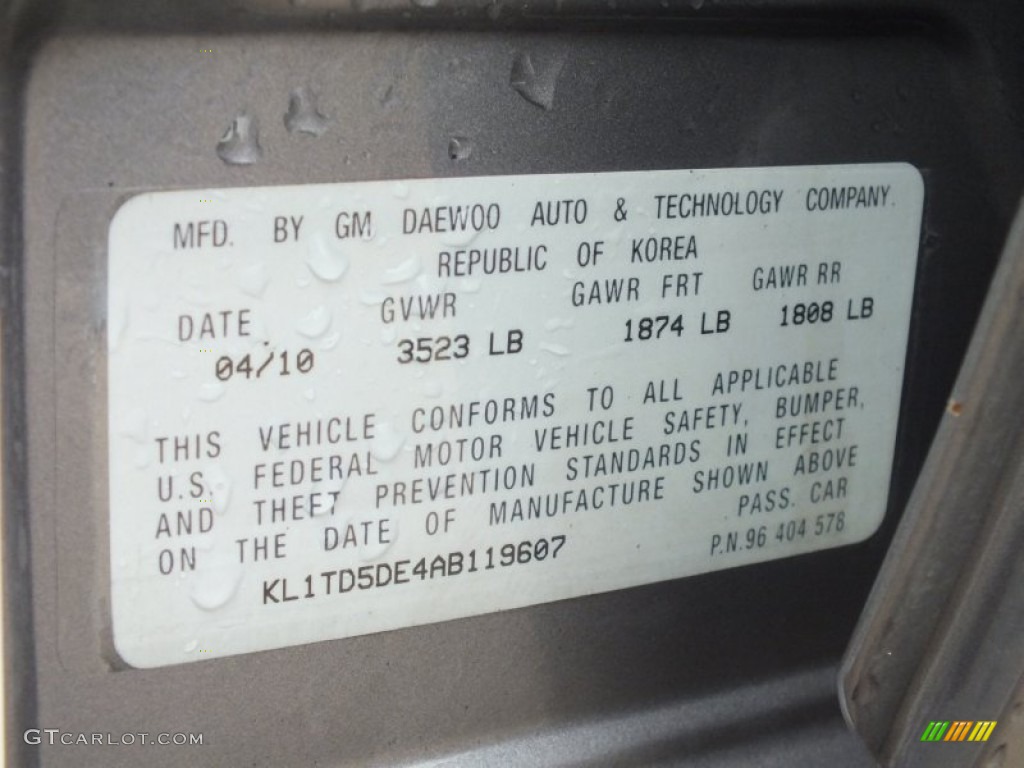 MFD. BY GM DAEWOO AUTO & TECHNOLOGY COMPANY.
REPUBLIC OF KOREA
DATE GVWR GAWR FRT GAWR RR
04/10 3523 LB 1874 LB 1808 LB
THIS VEHICLE CONFORMS TO ALL APPLICABLE
U.S. FEDERAL MOTOR VEHICLE SAFETY, BUMPER,
AND THEFT PREVENTION STANDARDS IN EFFECT
ON THE DATE OF MANUFACTURE SHOWN ABOVE
PASS. CAR
KL1TD5DE4AB119607
P.N.96 404 578
GTCARLOT.COM